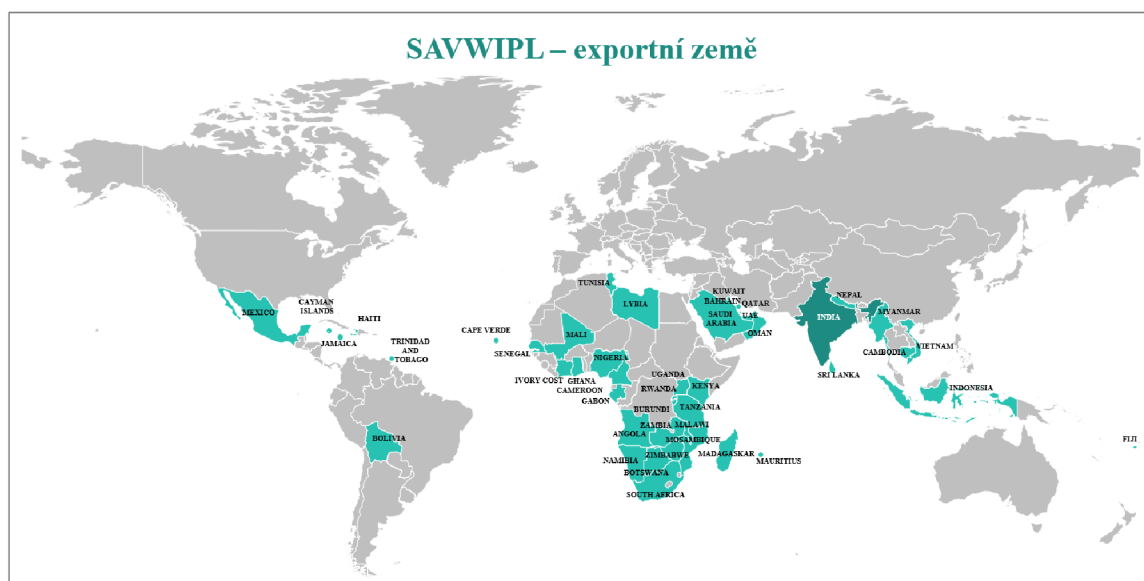 SAVWIPL – exportní země
MEXICO
CAYMAN
ISLANDS
HAITI
JAMAICA
TRINIDAD
AND
TOBAGO
BOLIVIA
CAPE VERDE
SENEGAL
TUNISIA
LYBIA
MALI
NIGERIA
IVORY COST
GHANA
CAMEROON
GABON
UGANDA
RWANDA
KENYA
BURUNDI
TANZANIA
ZAMBIA
MALAWI
ANGOLA
MOSAMBIQUE
ZIMBABWE
NAMIBIA
BOTSWANA
SOUTH AFRICA
MADAGASKAR
MAURITIUS
KUWAIT
BAHRAIN
QATAR
SAUDI
ARABIA
UAE
OMAN
INDIA
NEPAL
MYANMAR
VIETNAM
CAMBODIA
SRI LANKA
INDONESIA
FIJI